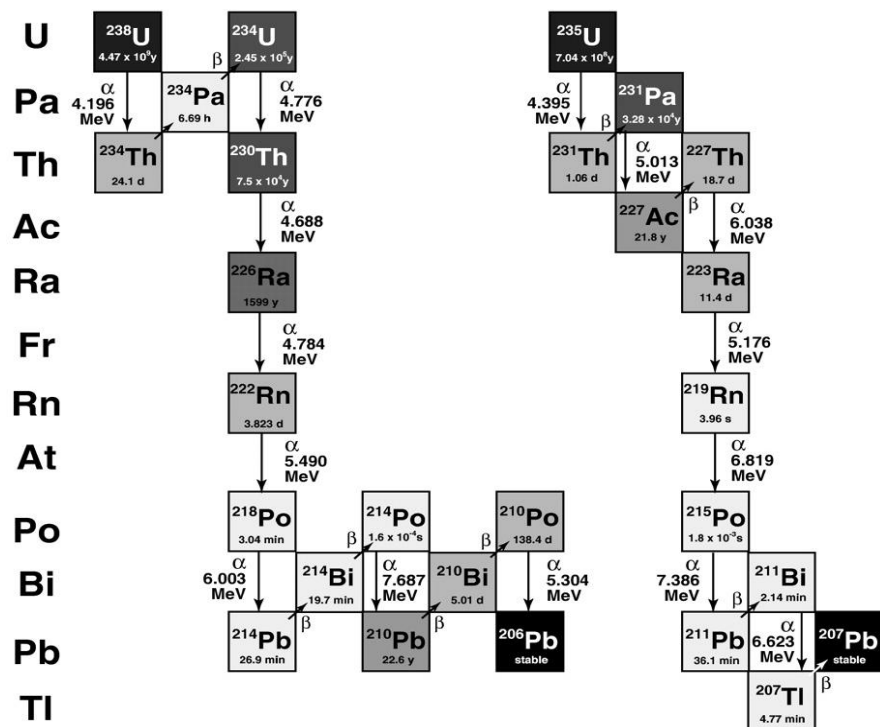 U
Pa
Th
Ac
Ra
Fr
Rn
At
Po
Bi
Pb
Tl
238U
4.47 x 10⁹y
α
4.196
MeV
234Th
24.1 d
234Pa
6.69 h
β
234U
2.45 x 10⁵y
α
4.776
MeV
230Th
7.5 x 10⁴y
α
4.688
MeV
226Ra
1599 y
α
4.784
MeV
222Rn
3.823 d
α
5.490
MeV
218Po
3.04 min
α
6.003
MeV
214Pb
26.9 min
β
214Bi
19.7 min
β
214Po
1.6 x 10⁻⁴s
α
7.687
MeV
210Pb
22.6 y
β
210Bi
5.01 d
β
210Po
138.4 d
α
5.304
MeV
206Pb
stable
235U
7.04 x 10⁸y
α
4.395
MeV
231Th
1.06 d
β
231Pa
3.28 x 10⁴y
α
5.013
MeV
227Ac
21.8 y
β
227Th
18.7 d
α
6.038
MeV
223Ra
11.4 d
α
5.176
MeV
219Rn
3.96 s
α
6.819
MeV
215Po
1.8 x 10⁻³s
α
7.386
MeV
211Pb
36.1 min
β
211Bi
2.14 min
α
6.623
MeV
207Tl
4.77 min
β
207Pb
stable